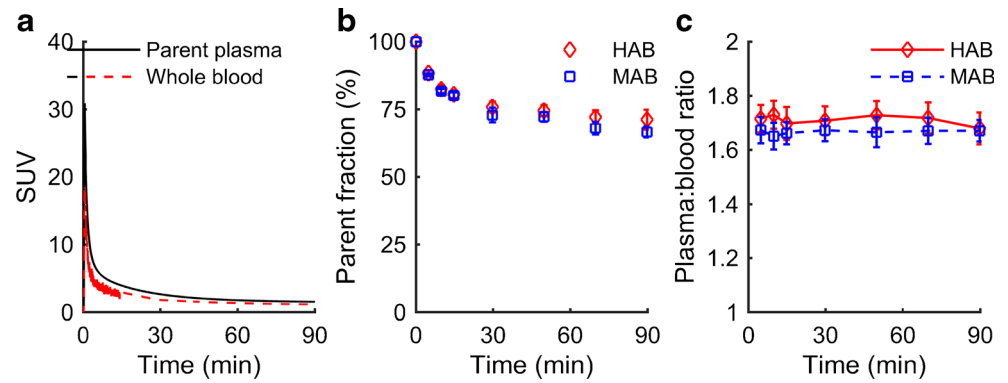 a
40
30
20
10
0
SUV
Parent plasma
Whole blood
0
30
60
90
Time (min)
b
100
75
50
25
0
Parent fraction (%)
HAB
MAB
0
30
60
90
Time (min)
c
2
1.8
1.6
1.4
1.2
1
Plasma:blood ratio
HAB
MAB
0
30
60
90
Time (min)